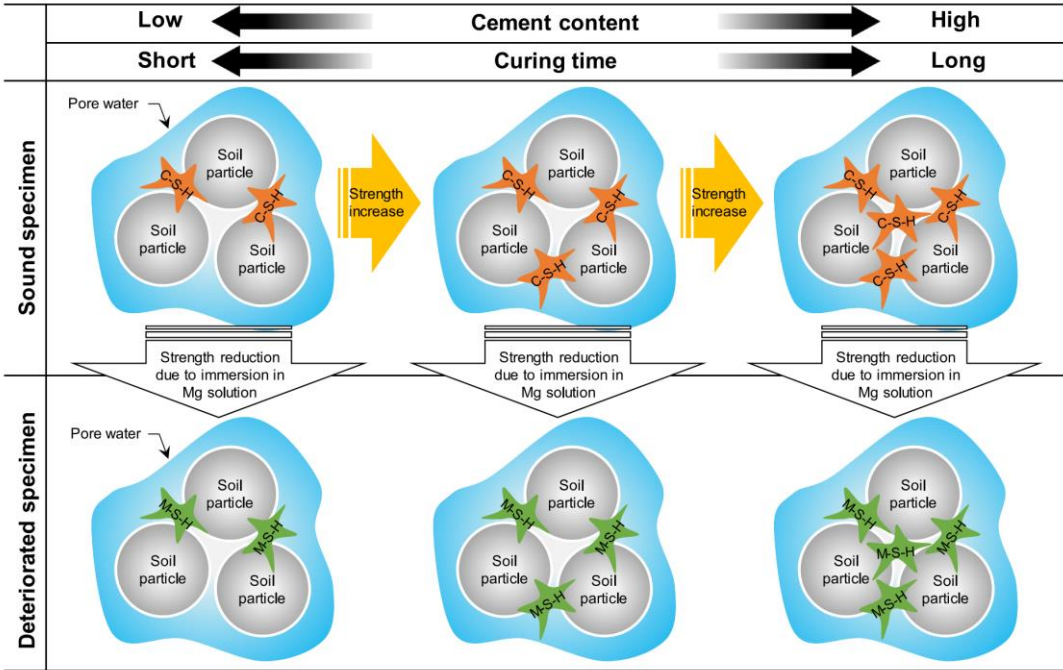 Low Cement content High
Short Curing time Long
Sound specimen
Pore water
Soil
particle
C-S-H
C-S-H
Soil
particle
Soil
particle
Strength
increase
Soil
particle
C-S-H
C-S-H
Soil
particle
Soil
particle
C-S-H
Strength
increase
Soil
particle
C-S-H
C-S-H
C-S-H
Soil
particle
Soil
particle
C-S-H
Strength reduction
due to immersion in
Mg solution
Strength reduction
due to immersion in
Mg solution
Strength reduction
due to immersion in
Mg solution
Deteriorated specimen
Pore water
Soil
particle
M-S-H
M-S-H
Soil
particle
Soil
particle
Soil
particle
M-S-H
M-S-H
Soil
particle
Soil
particle
M-S-H
Soil
particle
M-S-H
M-S-H
M-S-H
Soil
particle
Soil
particle
M-S-H